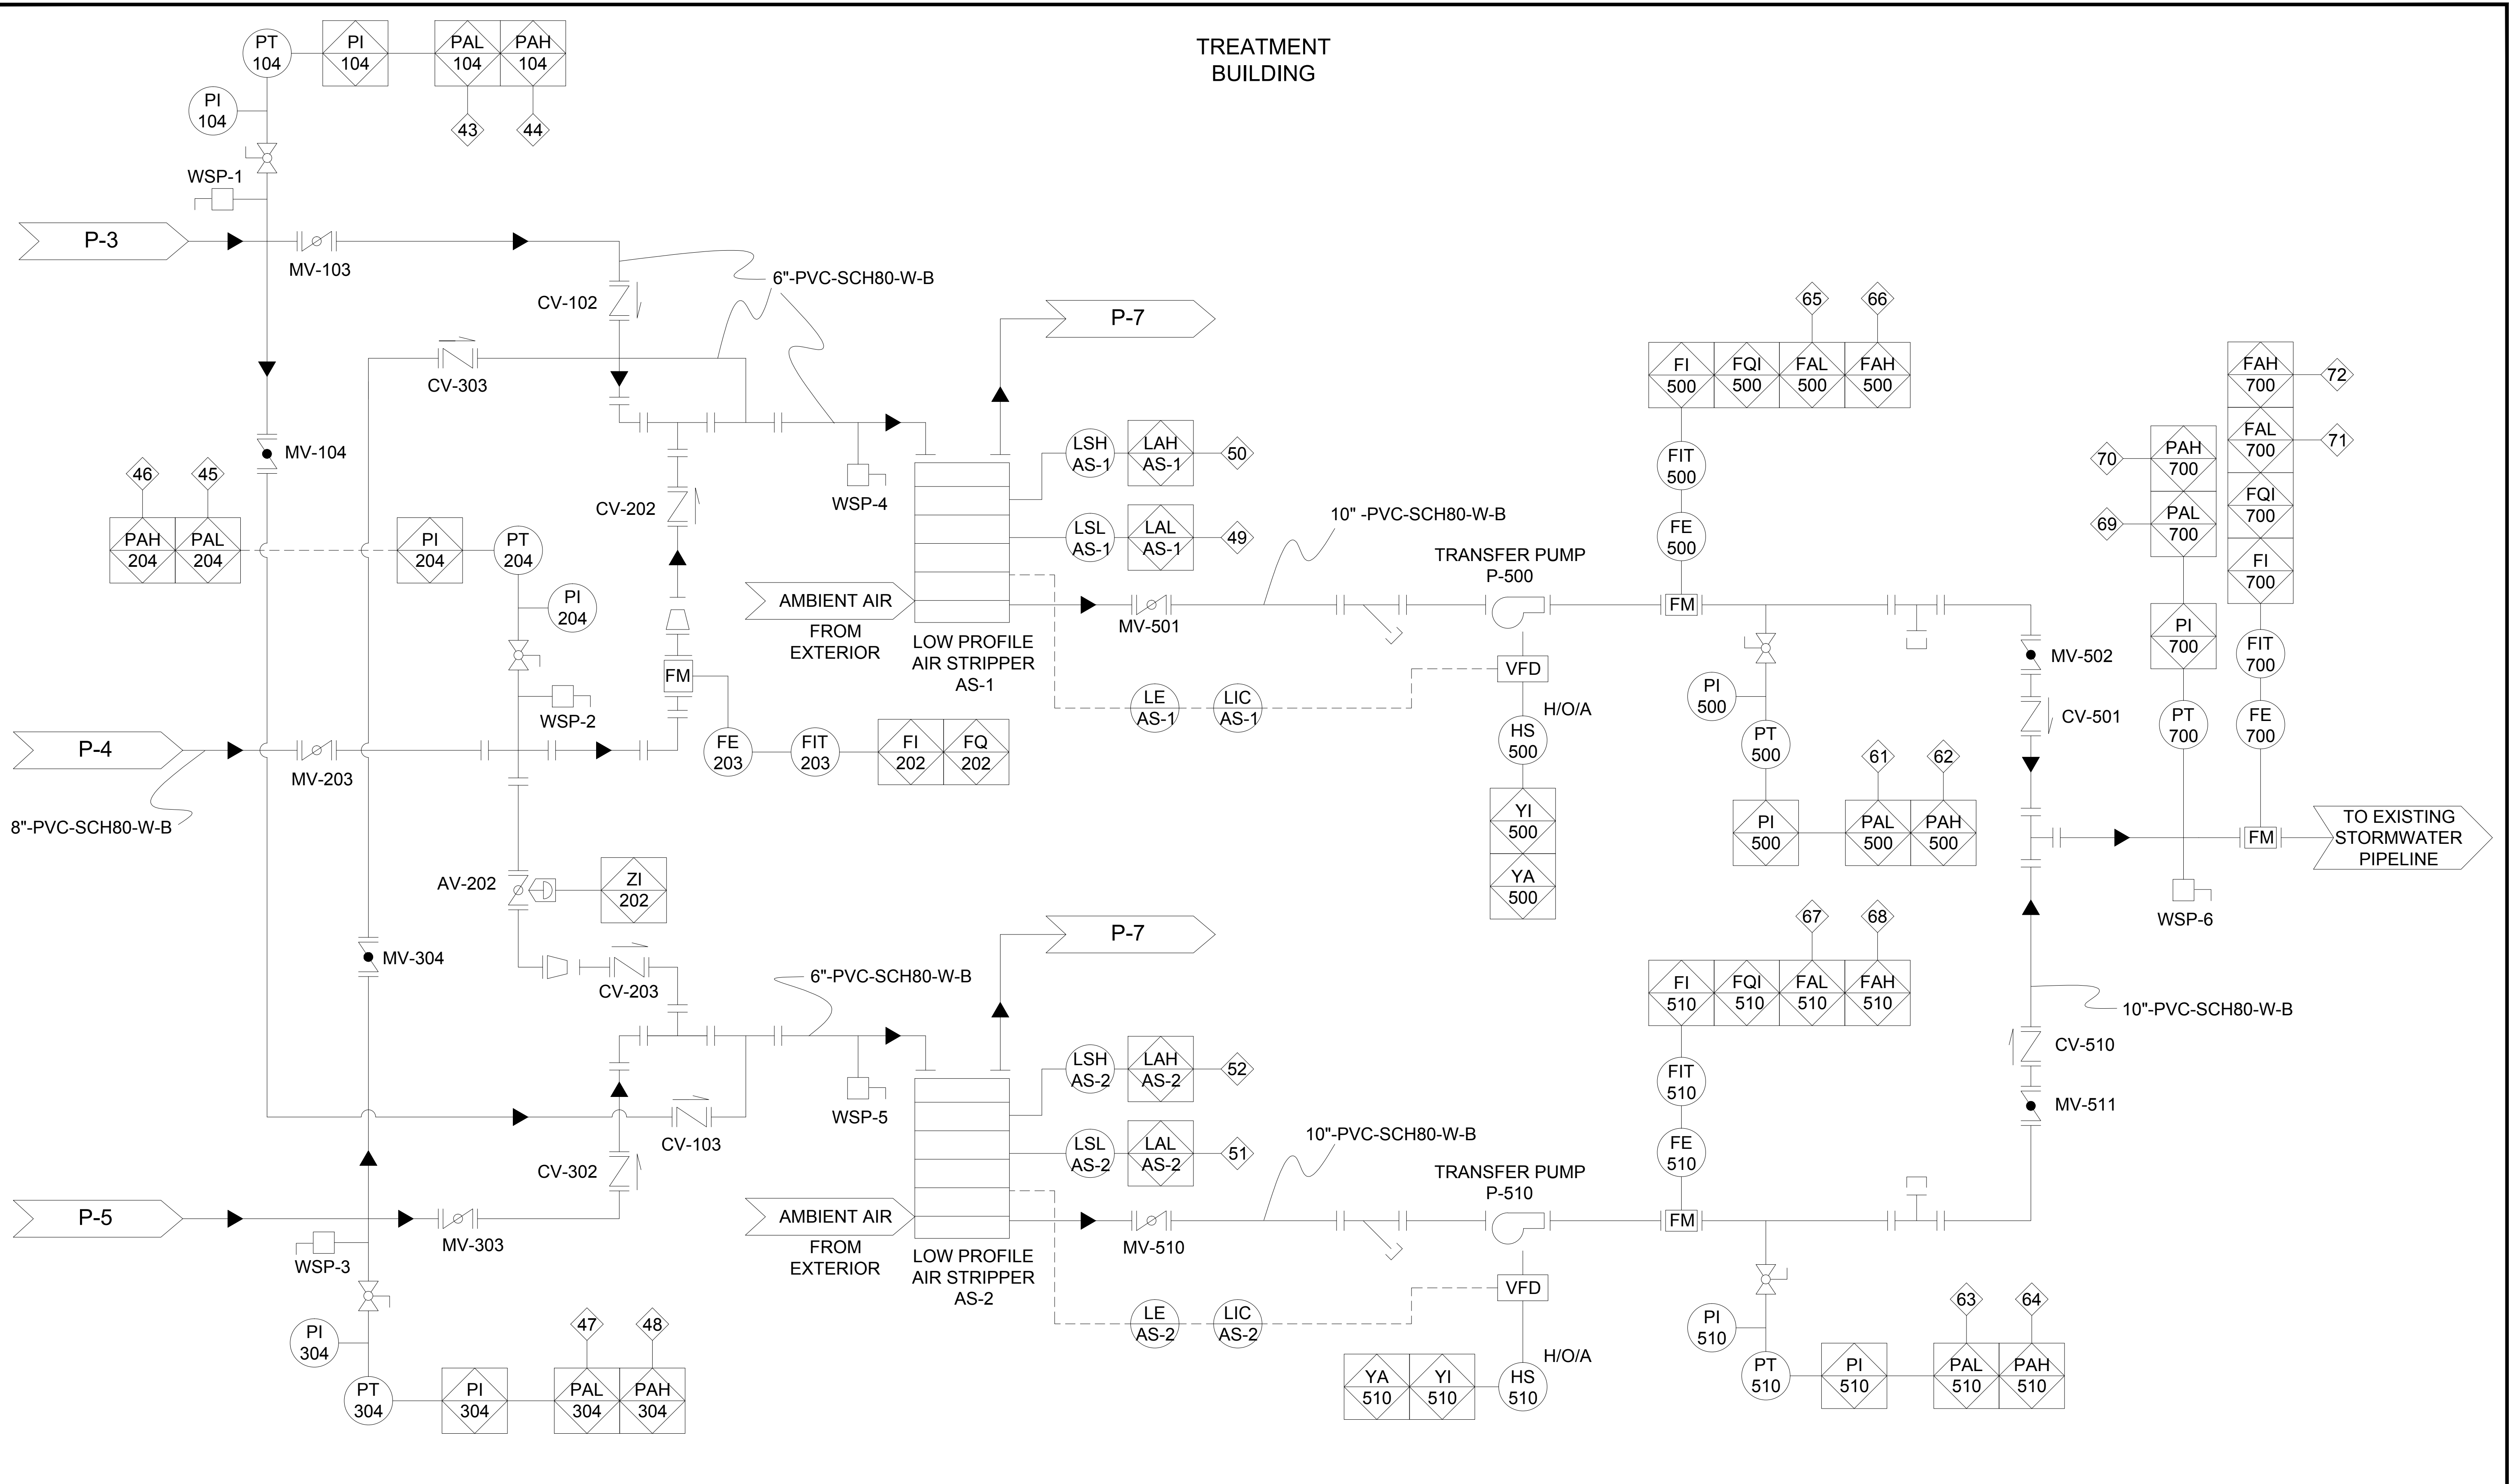 TREATMENT
BUILDING
PT
104
PI
104
PAL
104
PAH
104
PI
104
43
44
WSP-1
P-3
MV-103
CV-102
6"-PVC-SCH80-W-B
CV-303
P-7
MV-104
46
45
PAH
204
PAL
204
PI
204
PT
204
PI
204
CV-202
WSP-4
LSH
AS-1
LAH
AS-1
50
LSL
AS-1
LAL
AS-1
49
AMBIENT AIR
FROM
EXTERIOR
LOW PROFILE
AIR STRIPPER
AS-1
MV-501
10" -PVC-SCH80-W-B
TRANSFER PUMP
P-500
VFD
LE
AS-1
LIC
AS-1
H/O/A
HS
500
YI
500
YA
500
65
66
FI
500
FQI
500
FAL
500
FAH
500
FIT
500
FE
500
FM
PI
500
PT
500
61
62
PI
500
PAL
500
PAH
500
MV-502
CV-501
FAH
700
72
FAL
700
71
FQI
700
FI
700
FIT
700
FE
700
70
PAH
700
69
PAL
700
PI
700
PT
700
FM
TO EXISTING
STORMWATER
PIPELINE
WSP-6
WSP-2
FM
FE
203
FIT
203
FI
202
FQ
202
P-4
MV-203
8"-PVC-SCH80-W-B
AV-202
ZI
202
MV-304
CV-203
6"-PVC-SCH80-W-B
P-7
WSP-5
CV-103
CV-302
P-5
MV-303
WSP-3
PI
304
PT
304
PI
304
47
48
PAL
304
PAH
304
LSH
AS-2
LAH
AS-2
52
LSL
AS-2
LAL
AS-2
51
AMBIENT AIR
FROM
EXTERIOR
LOW PROFILE
AIR STRIPPER
AS-2
MV-510
10"-PVC-SCH80-W-B
TRANSFER PUMP
P-510
VFD
LE
AS-2
LIC
AS-2
H/O/A
YA
510
YI
510
HS
510
67
68
FI
510
FQI
510
FAL
510
FAH
510
FIT
510
FE
510
FM
10"-PVC-SCH80-W-B
CV-510
MV-511
PI
510
PT
510
PI
510
63
64
PAL
510
PAH
510